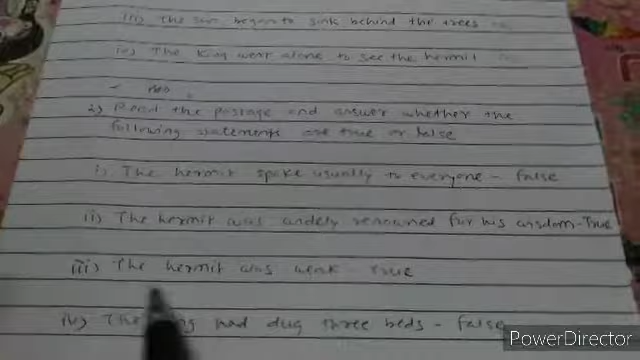 iii) The sun began to sink behind the trees
iv) The King went alone to see the hermit
2) Read the passage and answer whether the
following statements are true or false
i) The hermit spoke usually to everyone - False
ii) The hermit was widely renowned for his wisdom - True
iii) The hermit was weak - True
iv) The had dug three beds - False
PowerDirector